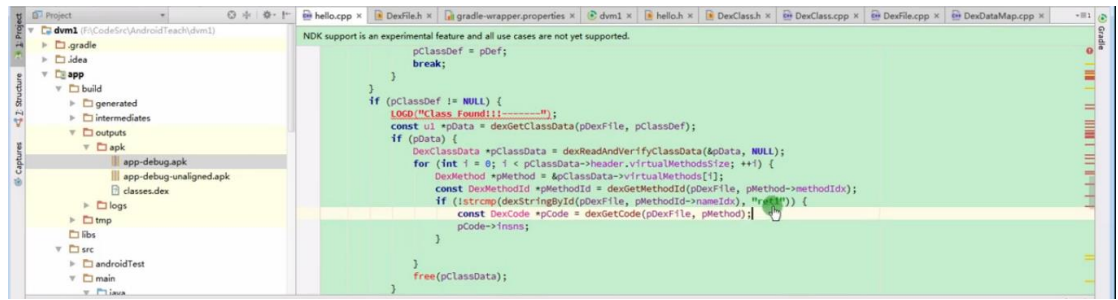 Project
hello.cpp
DexFile.h
gradle-wrapper.properties
dvm1
hello.h
DexClass.h
DexClass.cpp
DexFile.cpp
DexDataMap.cpp
1: Project
Z: Structure
Captures
Gradle
dvm1 (F:\CodeSrc\AndroidTeach\dvm1)
.gradle
.idea
app
build
generated
intermediates
outputs
apk
app-debug.apk
app-debug-unaligned.apk
classes.dex
logs
tmp
libs
src
androidTest
main
java
NDK support is an experimental feature and all use cases are not yet supported.
pClassDef = pDef;
break;
}
}
if (pClassDef != NULL) {
LOGD("Class Found!!!-------");
const u1 *pData = dexGetClassData(pDexFile, pClassDef);
if (pData) {
DexClassData *pClassData = dexReadAndVerifyClassData(&pData, NULL);
for (int i = 0; i < pClassData->header.virtualMethodsSize; ++i) {
DexMethod *pMethod = &pClassData->virtualMethods[i];
const DexMethodId *pMethodId = dexGetMethodId(pDexFile, pMethod->methodIdx);
if (!strcmp(dexStringById(pDexFile, pMethodId->nameIdx), "ret1")) {
const DexCode *pCode = dexGetCode(pDexFile, pMethod);
pCode->insns;
}
}
free(pClassData);
}